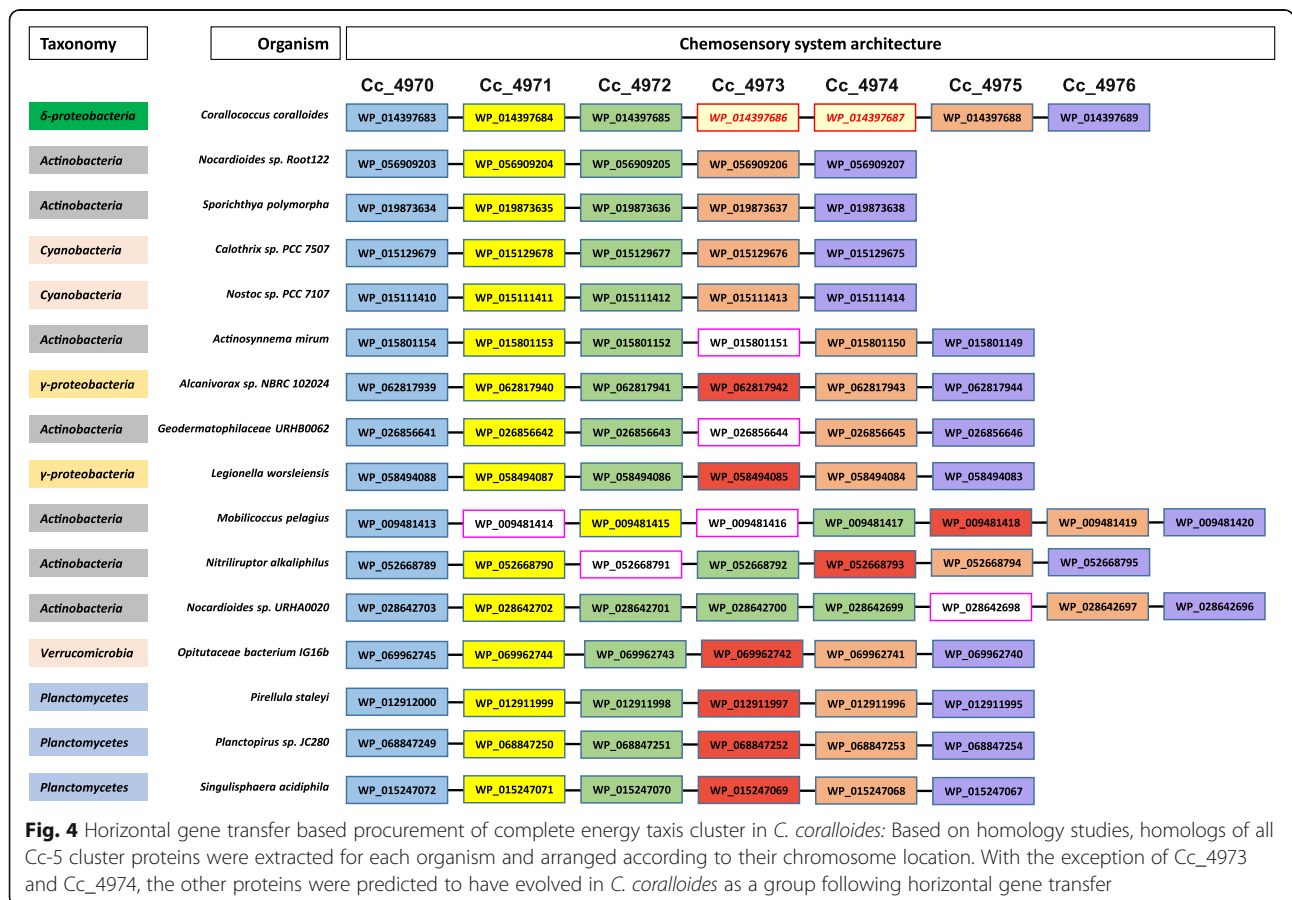 Taxonomy Organism Chemosensory system architecture
Cc_4970 Cc_4971 Cc_4972 Cc_4973 Cc_4974 Cc_4975 Cc_4976
δ-proteobacteria Corallococcus coralloides WP_014397683 WP_014397684 WP_014397685 WP_014397686 WP_014397687 WP_014397688 WP_014397689
Actinobacteria Nocardioides sp. Root122 WP_056909203 WP_056909204 WP_056909205 WP_056909206 WP_056909207
Actinobacteria Sporichthya polymorpha WP_019873634 WP_019873635 WP_019873636 WP_019873637 WP_019873638
Cyanobacteria Calothrix sp. PCC 7507 WP_015129679 WP_015129678 WP_015129677 WP_015129676 WP_015129675
Cyanobacteria Nostoc sp. PCC 7107 WP_015111410 WP_015111411 WP_015111412 WP_015111413 WP_015111414
Actinobacteria Actinosynnema mirum WP_015801154 WP_015801153 WP_015801152 WP_015801151 WP_015801150 WP_015801149
γ-proteobacteria Alcanivorax sp. NBRC 102024 WP_062817939 WP_062817940 WP_062817941 WP_062817942 WP_062817943 WP_062817944
Actinobacteria Geodermatophilaceae URHB0062 WP_026856641 WP_026856642 WP_026856643 WP_026856644 WP_026856645 WP_026856646
γ-proteobacteria Legionella worsleiensis WP_058494088 WP_058494087 WP_058494086 WP_058494085 WP_058494084 WP_058494083
Actinobacteria Mobilicoccus pelagius WP_009481413 WP_009481414 WP_009481415 WP_009481416 WP_009481417 WP_009481418 WP_009481419 WP_009481420
Actinobacteria Nitriliruptor alkaliphilus WP_052668789 WP_052668790 WP_052668791 WP_052668792 WP_052668793 WP_052668794 WP_052668795
Actinobacteria Nocardioides sp. URHA0020 WP_028642703 WP_028642702 WP_028642701 WP_028642700 WP_028642699 WP_028642698 WP_028642697 WP_028642696
Verrucomicrobia Opitutaceae bacterium IG16b WP_069962745 WP_069962744 WP_069962743 WP_069962742 WP_069962741 WP_069962740
Planctomycetes Pirellula staleyi WP_012912000 WP_012911999 WP_012911998 WP_012911997 WP_012911996 WP_012911995
Planctomycetes Planctopirus sp. JC280 WP_068847249 WP_068847250 WP_068847251 WP_068847252 WP_068847253 WP_068847254
Planctomycetes Singulisphaera acidiphila WP_015247072 WP_015247071 WP_015247070 WP_015247069 WP_015247068 WP_015247067
Fig. 4 Horizontal gene transfer based procurement of complete energy taxis cluster in C. coralloides: Based on homology studies, homologs of all
Cc-5 cluster proteins were extracted for each organism and arranged according to their chromosome location. With the exception of Cc_4973
and Cc_4974, the other proteins were predicted to have evolved in C. coralloides as a group following horizontal gene transfer